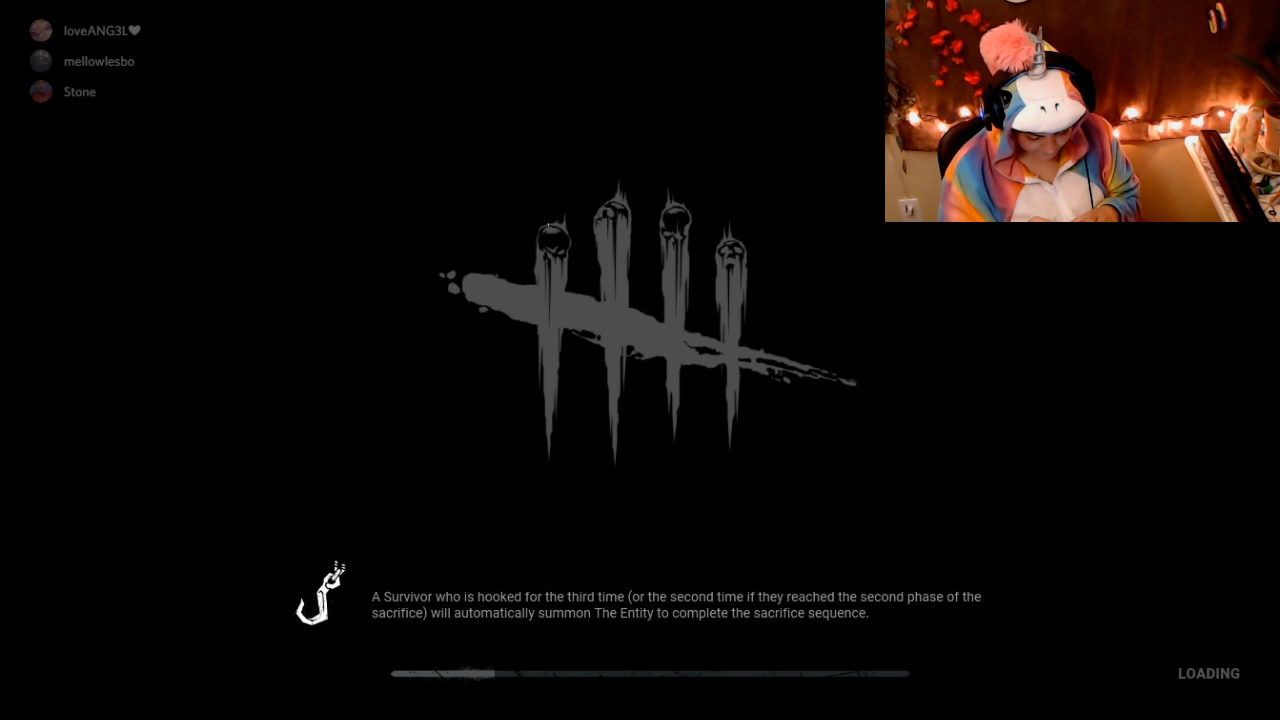 loveANG3L🖤
mellowlesbo
Stone
A Survivor who is hooked for the third time (or the second time if they reached the second phase of the
sacrifice) will automatically summon The Entity to complete the sacrifice sequence.
LOADING